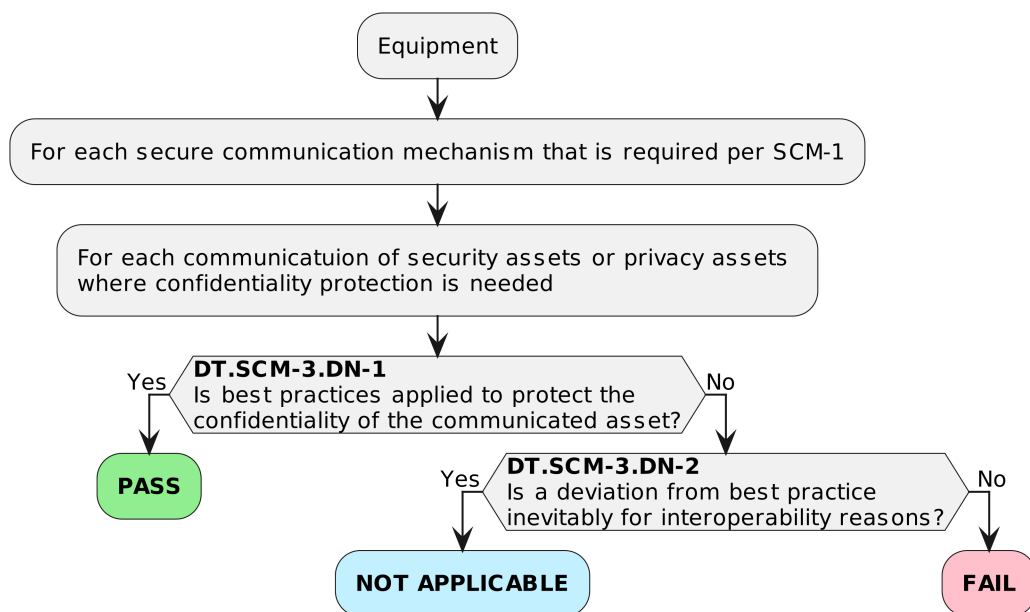 Equipment
For each secure communication mechanism that is required per SCM-1
For each communicatuion of security assets or privacy assets
where confidentiality protection is needed
DT.SCM-3.DN-1
Is best practices applied to protect the
confidentiality of the communicated asset?
Yes
No
PASS
DT.SCM-3.DN-2
Is a deviation from best practice
inevitably for interoperability reasons?
Yes
No
NOT APPLICABLE
FAIL